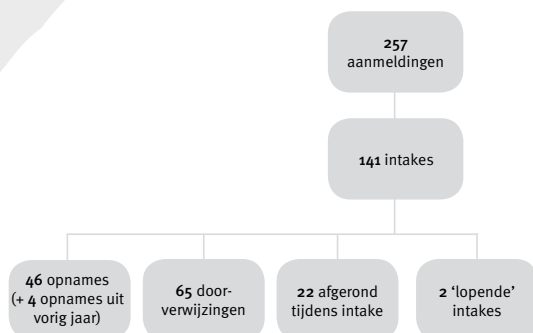 257
aanmeldingen
141 intakes
46 opnames
(+ 4 opnames uit
vorig jaar)
65 door-
verwijzingen
22 afgerond
tijdens intake
2 ‘lopende’
intakes